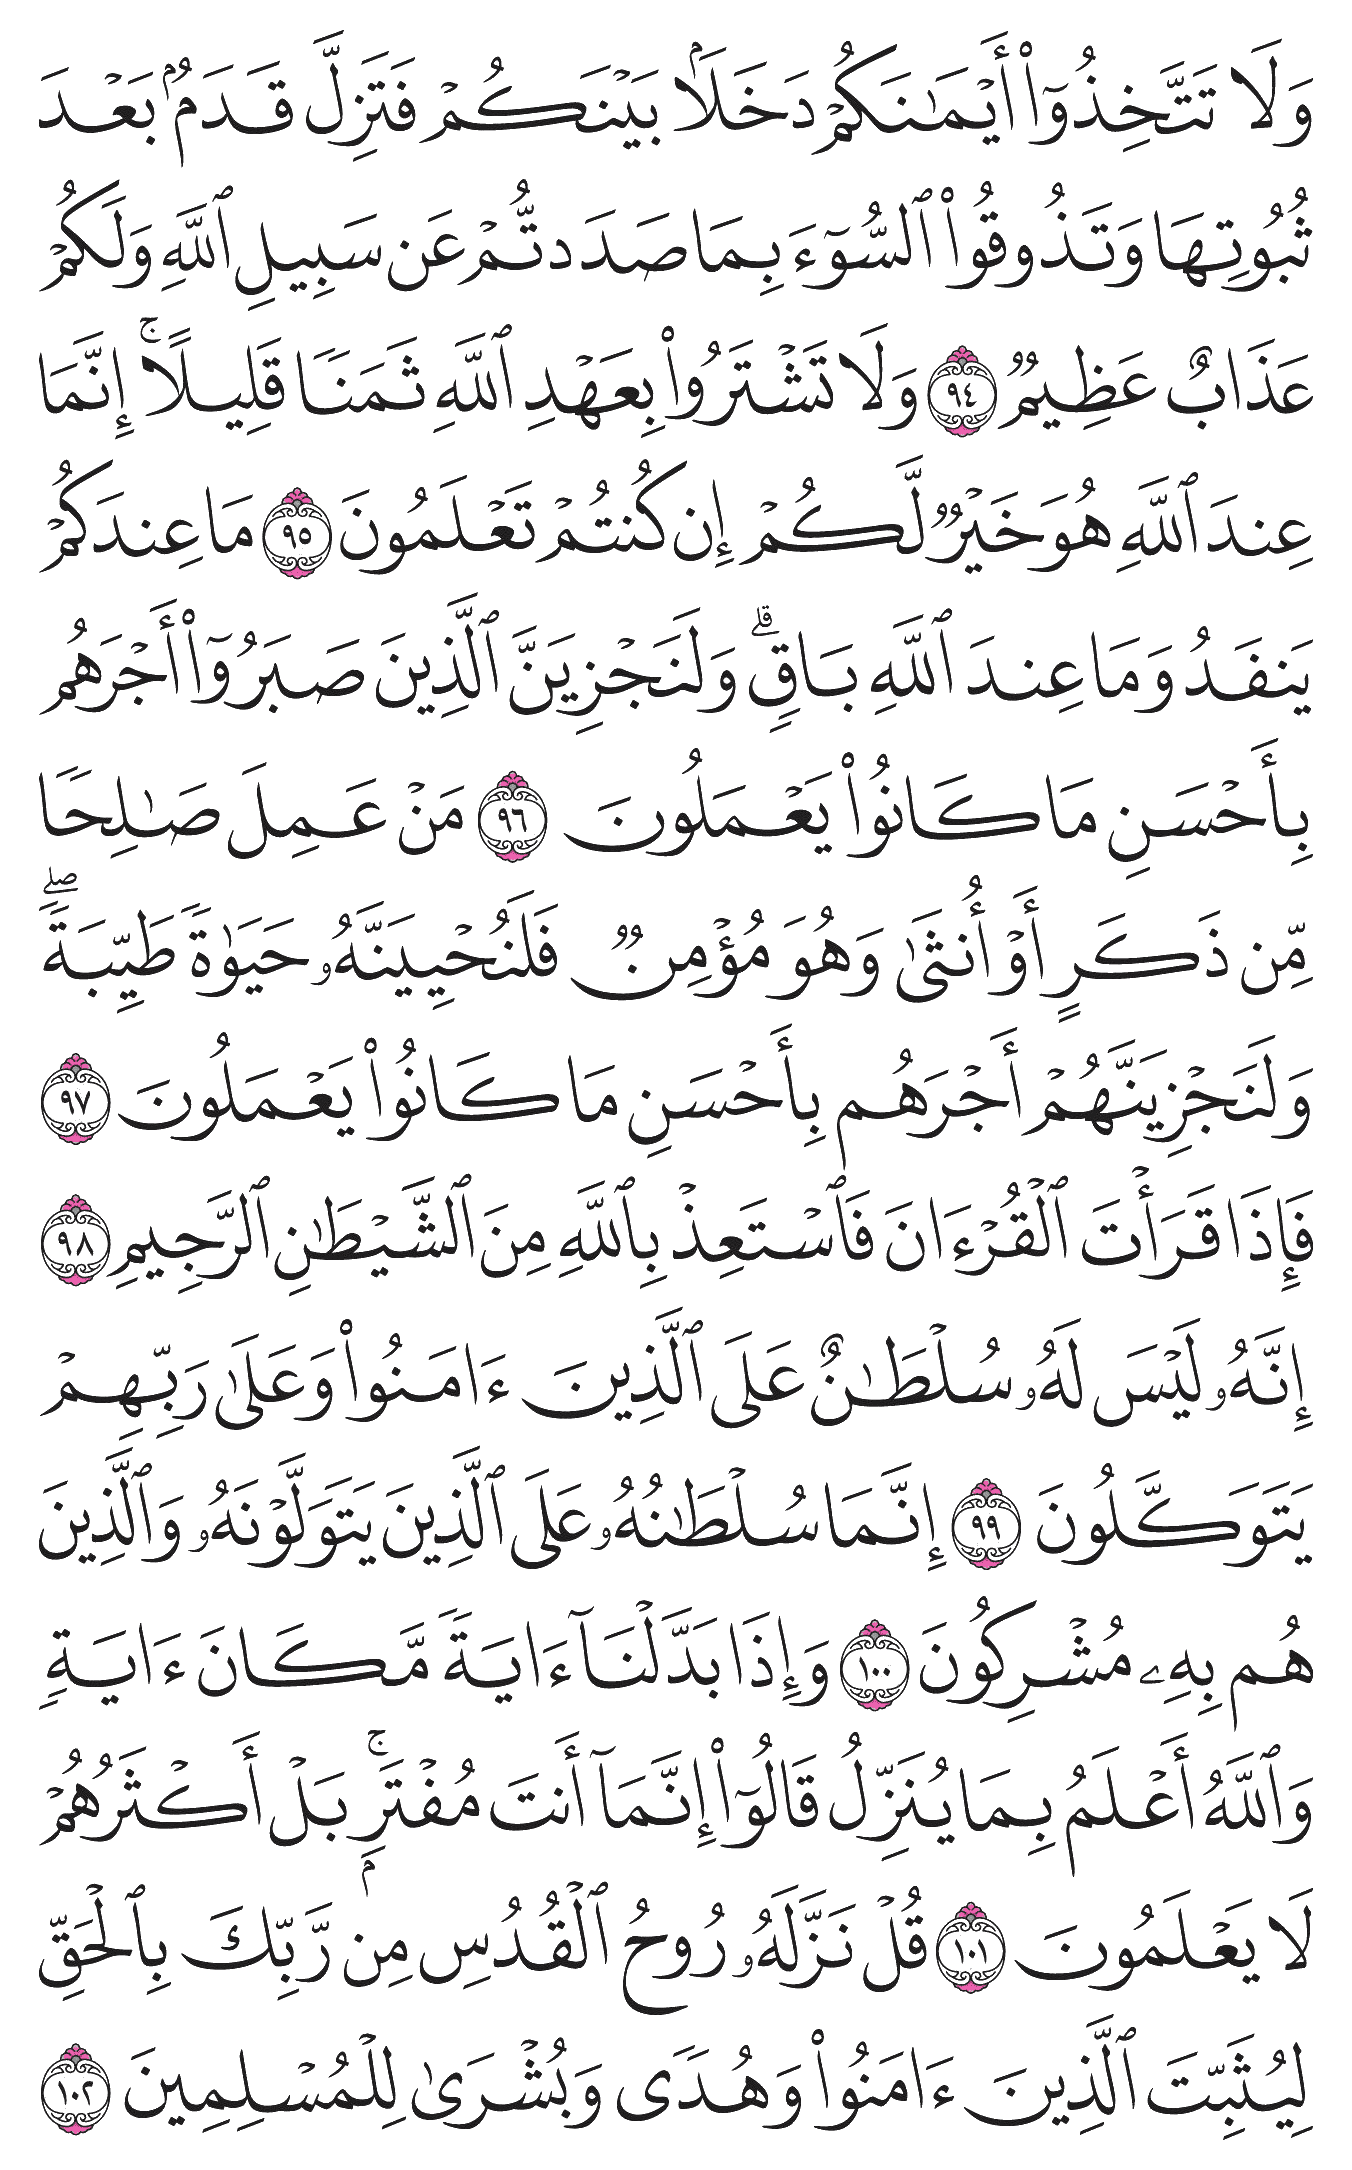 وَلَا تَتَّخِذُوٓا۟ أَيْمَـٰنَكُمْ دَخَلًۢا بَيْنَكُمْ فَتَزِلَّ قَدَمٌۢ بَعْدَ
ثُبُوتِهَا وَتَذُوقُوا۟ ٱلسُّوٓءَ بِمَا صَدَدتُّمْ عَن سَبِيلِ ٱللَّهِ وَلَكُمْ
عَذَابٌ عَظِيمٌ ٩٤ وَلَا تَشْتَرُوا۟ بِعَهْدِ ٱللَّهِ ثَمَنًا قَلِيلًا ۚ إِنَّمَا
عِندَ ٱللَّهِ هُوَ خَيْرٌ لَّكُمْ إِن كُنتُمْ تَعْلَمُونَ ٩٥ مَا عِندَكُمْ
يَنفَدُ وَمَا عِندَ ٱللَّهِ بَاقٍ ۗ وَلَنَجْزِيَنَّ ٱلَّذِينَ صَبَرُوٓا۟ أَجْرَهُم
بِأَحْسَنِ مَا كَانُوا۟ يَعْمَلُونَ ٩٦ مَنْ عَمِلَ صَـٰلِحًا
مِّن ذَكَرٍ أَوْ أُنثَىٰ وَهُوَ مُؤْمِنٌ فَلَنُحْيِيَنَّهُۥ حَيَوٰةً طَيِّبَةً ۖ
وَلَنَجْزِيَنَّهُمْ أَجْرَهُم بِأَحْسَنِ مَا كَانُوا۟ يَعْمَلُونَ ٩٧
فَإِذَا قَرَأْتَ ٱلْقُرْءَانَ فَٱسْتَعِذْ بِٱللَّهِ مِنَ ٱلشَّيْطَـٰنِ ٱلرَّجِيمِ ٩٨
إِنَّهُۥ لَيْسَ لَهُۥ سُلْطَـٰنٌ عَلَى ٱلَّذِينَ ءَامَنُوا۟ وَعَلَىٰ رَبِّهِمْ
يَتَوَكَّلُونَ ٩٩ إِنَّمَا سُلْطَـٰنُهُۥ عَلَى ٱلَّذِينَ يَتَوَلَّوْنَهُۥ وَٱلَّذِينَ
هُم بِهِۦ مُشْرِكُونَ ١٠٠ وَإِذَا بَدَّلْنَآ ءَايَةً مَّكَانَ ءَايَةٍ
وَٱللَّهُ أَعْلَمُ بِمَا يُنَزِّلُ قَالُوٓا۟ إِنَّمَآ أَنتَ مُفْتَرٍۭ ۚ بَلْ أَكْثَرُهُمْ
لَا يَعْلَمُونَ ١٠١ قُلْ نَزَّلَهُۥ رُوحُ ٱلْقُدُسِ مِن رَّبِّكَ بِٱلْحَقِّ
لِيُثَبِّتَ ٱلَّذِينَ ءَامَنُوا۟ وَهُدًى وَبُشْرَىٰ لِلْمُسْلِمِينَ ١٠٢